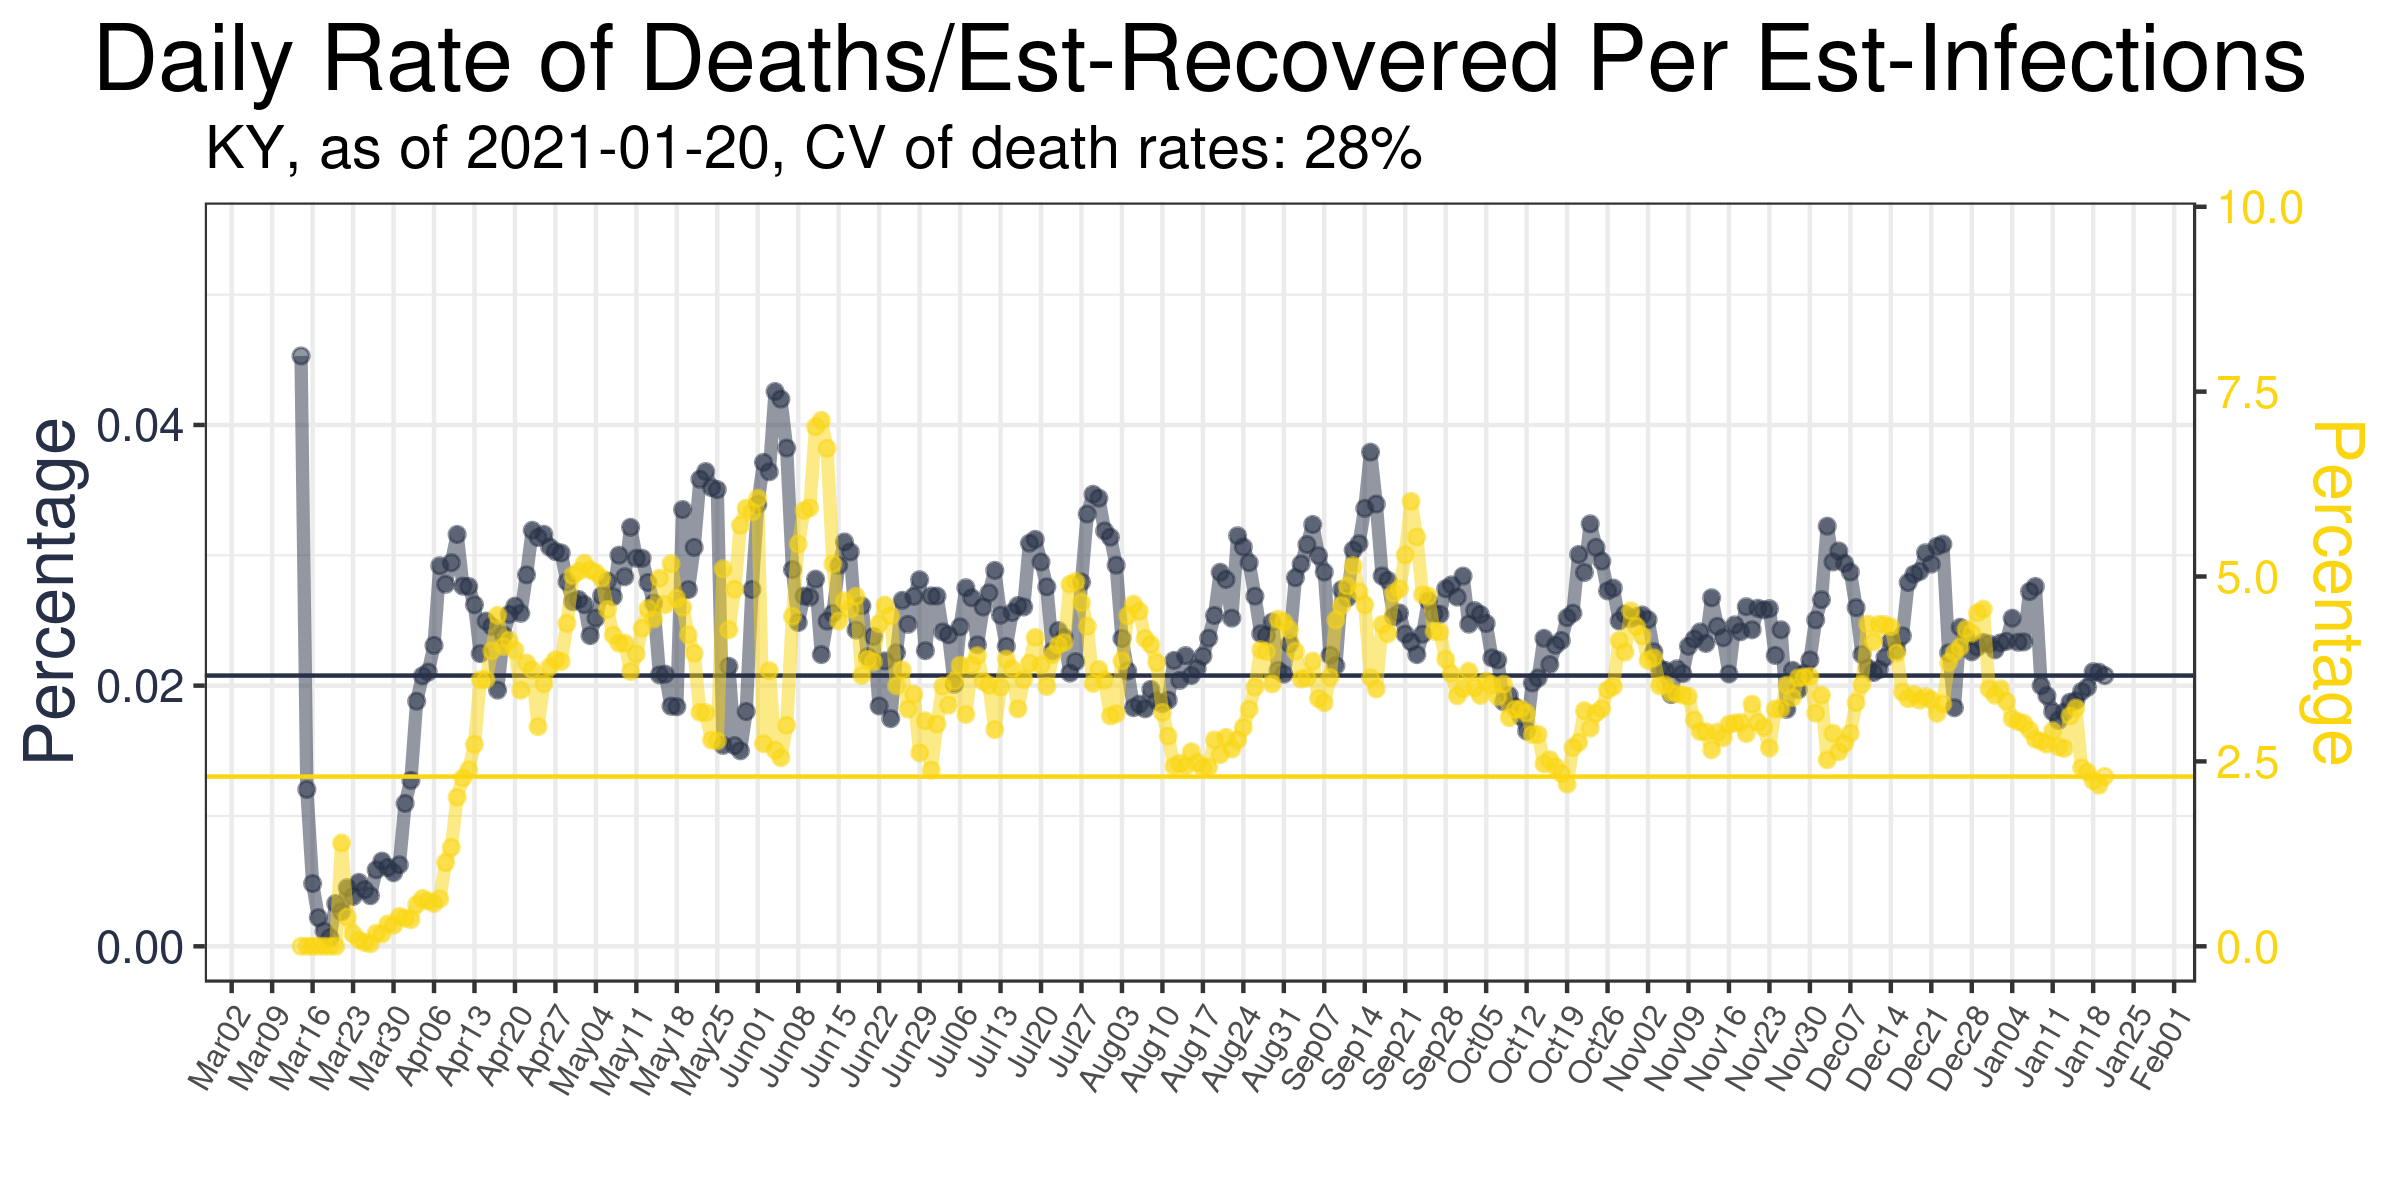 Daily Rate of Deaths/Est-Recovered Per Est-Infections
KY, as of 2021-01-20, CV of death rates: 28%
Percentage
0.04
0.02
0.00
10.0
7.5
5.0
2.5
0.0
Percentage
Mar02
Mar09
Mar16
Mar23
Mar30
Apr06
Apr13
Apr20
Apr27
May04
May11
May18
May25
Jun01
Jun08
Jun15
Jun22
Jun29
Jul06
Jul13
Jul20
Jul27
Aug03
Aug10
Aug17
Aug24
Aug31
Sep07
Sep14
Sep21
Sep28
Oct05
Oct12
Oct19
Oct26
Nov02
Nov09
Nov16
Nov23
Nov30
Dec07
Dec14
Dec21
Dec28
Jan04
Jan11
Jan18
Jan25
Feb01